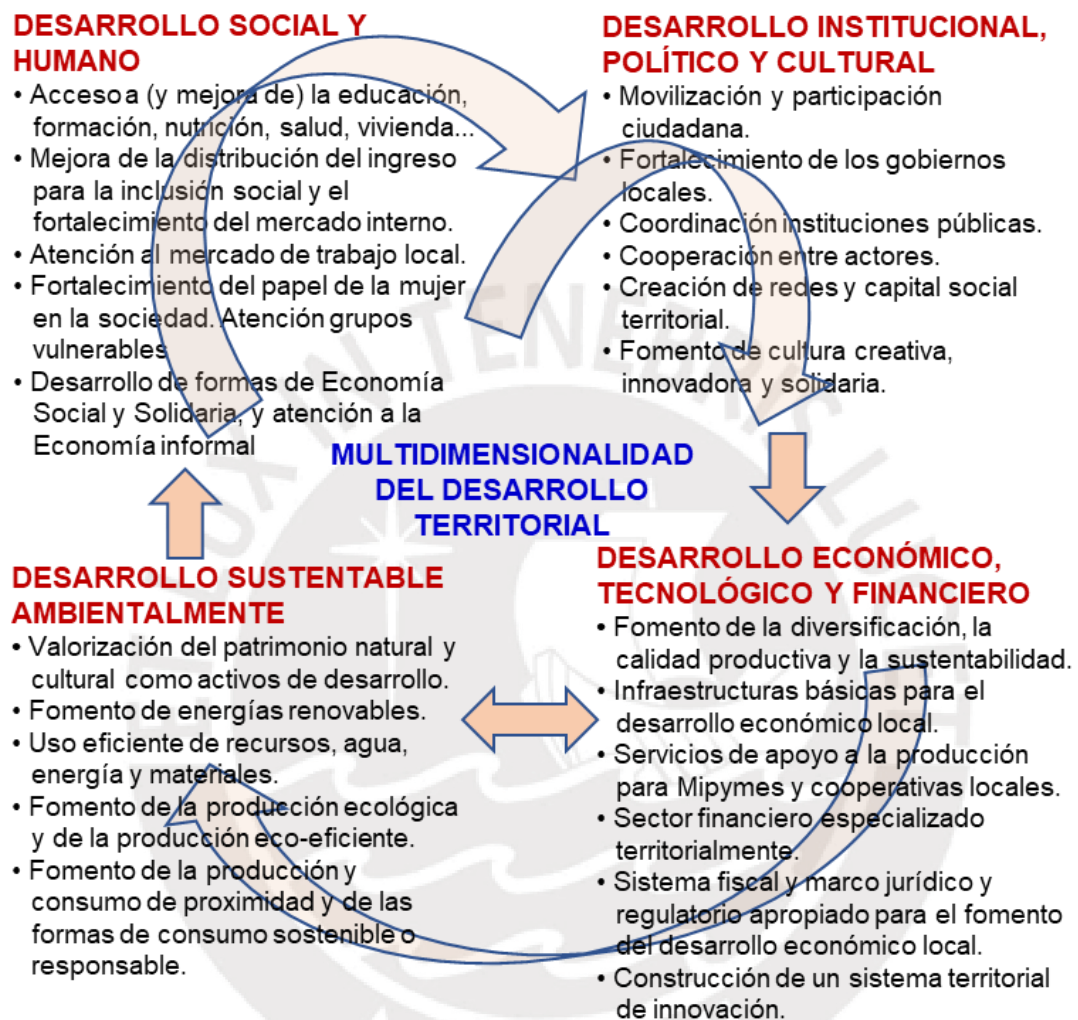 DESARROLLO SOCIAL Y
HUMANO
• Acceso a (y mejora de) la educación,
formación, nutrición, salud, vivienda...
• Mejora de la distribución del ingreso
para la inclusión social y el
fortalecimiento del mercado interno.
• Atención al mercado de trabajo local.
• Fortalecimiento del papel de la mujer
en la sociedad. Atención grupos
vulnerables
• Desarrollo de formas de Economía
Social y Solidaria, y atención a la
Economía informal
DESARROLLO INSTITUCIONAL,
POLÍTICO Y CULTURAL
• Movilización y participación
ciudadana.
• Fortalecimiento de los gobiernos
locales.
• Coordinación instituciones públicas.
• Cooperación entre actores.
• Creación de redes y capital social
territorial.
• Fomento de cultura creativa,
innovadora y solidaria.
MULTIDIMENSIONALIDAD
DEL DESARROLLO
TERRITORIAL
DESARROLLO SUSTENTABLE
AMBIENTALMENTE
• Valorización del patrimonio natural y
cultural como activos de desarrollo.
• Fomento de energías renovables.
• Uso eficiente de recursos, agua,
energía y materiales.
• Fomento de la producción ecológica
y de la producción eco-eficiente.
• Fomento de la producción y
consumo de proximidad y de las
formas de consumo sostenible o
responsable.
DESARROLLO ECONÓMICO,
TECNOLÓGICO Y FINANCIERO
• Fomento de la diversificación, la
calidad productiva y la sustentabilidad.
• Infraestructuras básicas para el
desarrollo económico local.
• Servicios de apoyo a la producción
para Mipymes y cooperativas locales.
• Sector financiero especializado
territorialmente.
• Sistema fiscal y marco jurídico y
regulatorio apropiado para el fomento
del desarrollo económico local.
• Construcción de un sistema territorial
de innovación.
ET LUX IN TENEBRIS LUCET